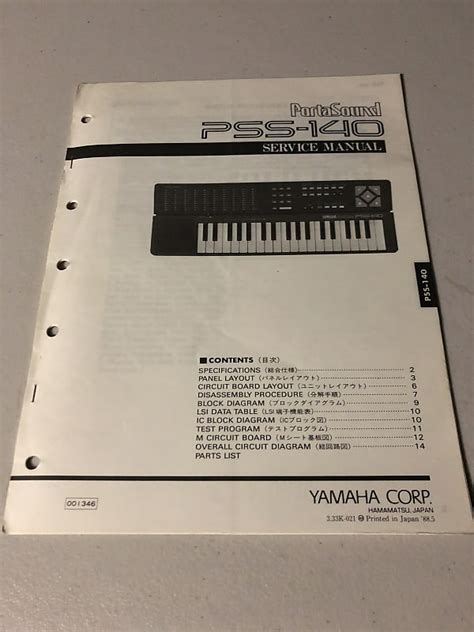 PortaSound
PSS-140
SERVICE MANUAL
PSS-140
■ CONTENTS (目次)
SPECIFICATIONS (総合仕様) 2
PANEL LAYOUT (パネルレイアウト) 3
CIRCUIT BOARD LAYOUT (ユニットレイアウト) 6
DISASSEMBLY PROCEDURE (分解手順) 7
BLOCK DIAGRAM (ブロックダイアグラム) 9
LSI DATA TABLE (LSI端子機能表) 10
IC BLOCK DIAGRAM (ICブロック図) 10
TEST PROGRAM (テストプログラム) 11
M CIRCUIT BOARD (Mシート基板図) 12
OVERALL CIRCUIT DIAGRAM (総回路図) 14
PARTS LIST
PSS-140
001346
YAMAHA CORP.
HAMAMATSU, JAPAN
3.33K-021 Printed in Japan '88.5